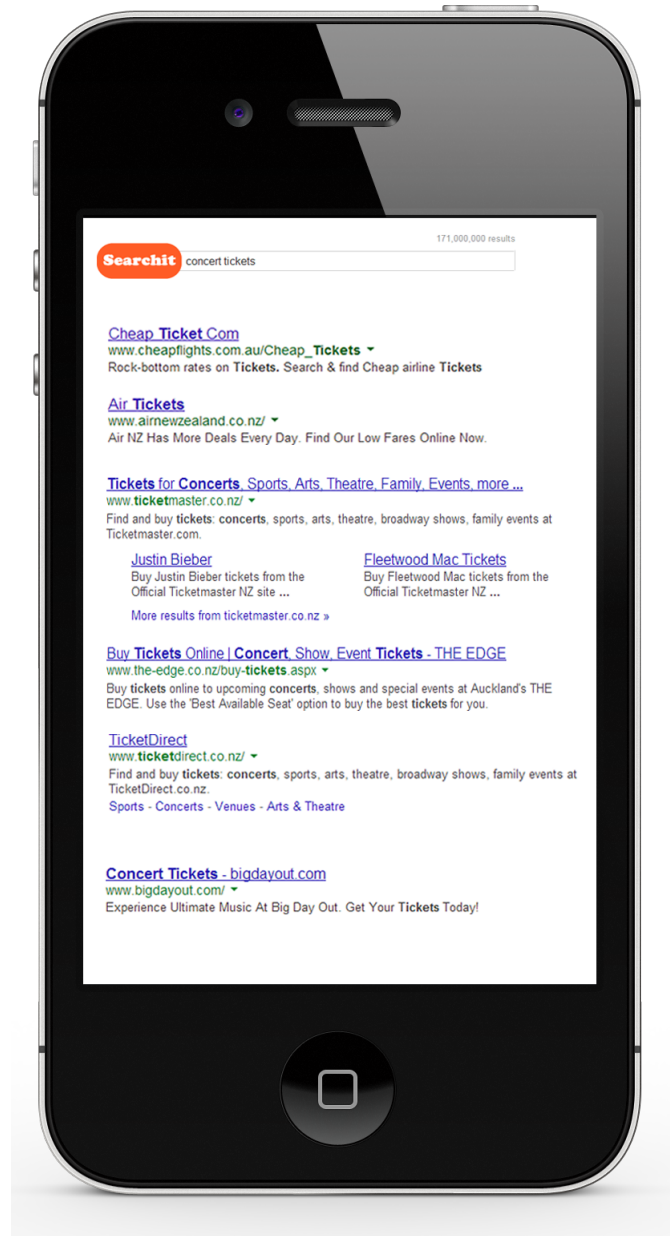 171,000,000 results
Searchit concert tickets
Cheap Ticket Com
www.cheapflights.com.au/Cheap_Tickets
Rock-bottom rates on Tickets. Search & find Cheap airline Tickets
Air Tickets
www.airnewzealand.co.nz/
Air NZ Has More Deals Every Day. Find Our Low Fares Online Now.
Tickets for Concerts, Sports, Arts, Theatre, Family, Events, more ...
www.ticketmaster.co.nz/
Find and buy tickets: concerts, sports, arts, theatre, broadway shows, family events at
Ticketmaster.com.
Justin Bieber
Buy Justin Bieber tickets from the
Official Ticketmaster NZ site ...
Fleetwood Mac Tickets
Buy Fleetwood Mac tickets from the
Official Ticketmaster NZ ...
More results from ticketmaster.co.nz »
Buy Tickets Online | Concert, Show, Event Tickets - THE EDGE
www.the-edge.co.nz/buy-tickets.aspx
Buy tickets online to upcoming concerts, shows and special events at Auckland's THE
EDGE. Use the 'Best Available Seat' option to buy the best tickets for you.
TicketDirect
www.ticketdirect.co.nz/
Find and buy tickets: concerts, sports, arts, theatre, broadway shows, family events at
TicketDirect.co.nz.
Sports - Concerts - Venues - Arts & Theatre
Concert Tickets - bigdayout.com
www.bigdayout.com/
Experience Ultimate Music At Big Day Out. Get Your Tickets Today!